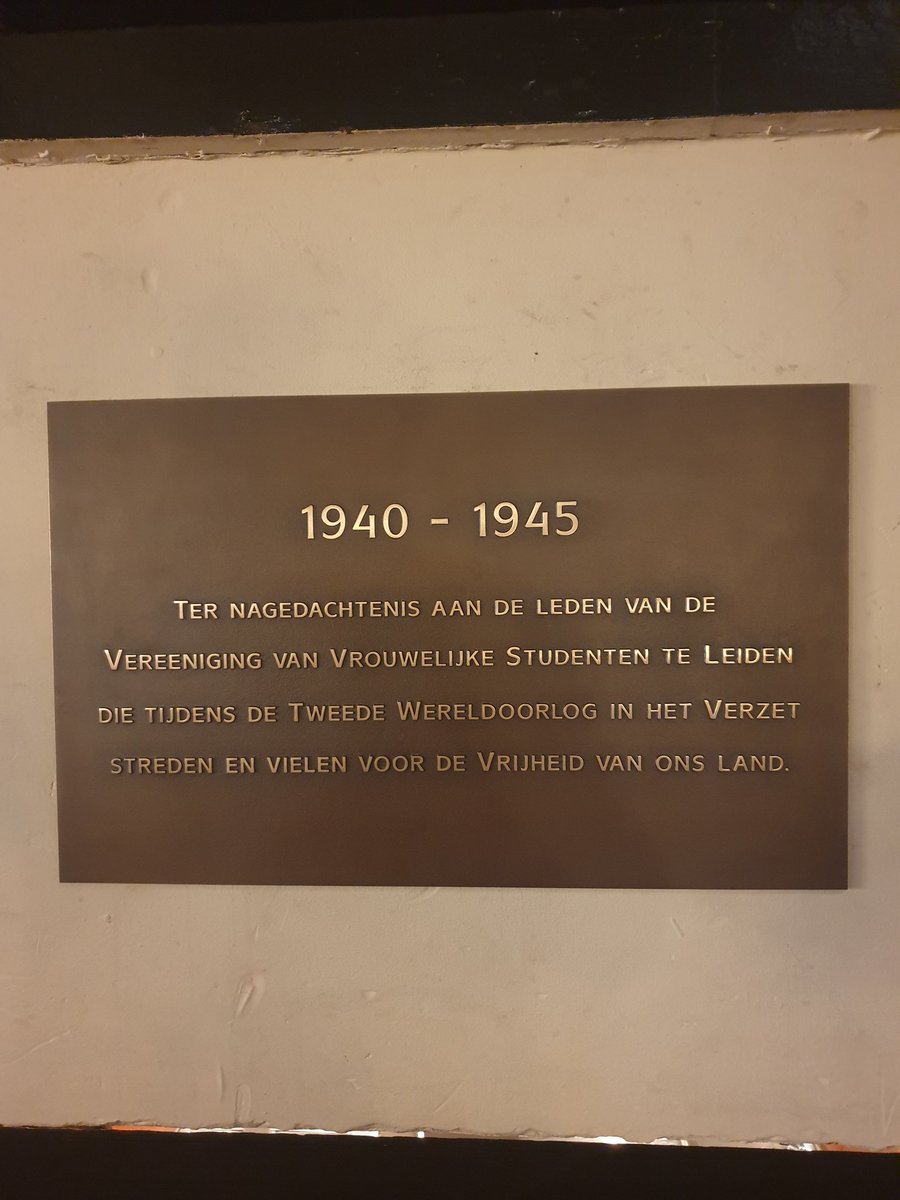 1940 - 1945
Ter nagedachtenis aan de leden van de
Vereeniging van Vrouwelijke Studenten te Leiden
die tijdens de Tweede Wereldoorlog in het Verzet
streden en vielen voor de Vrijheid van ons land.